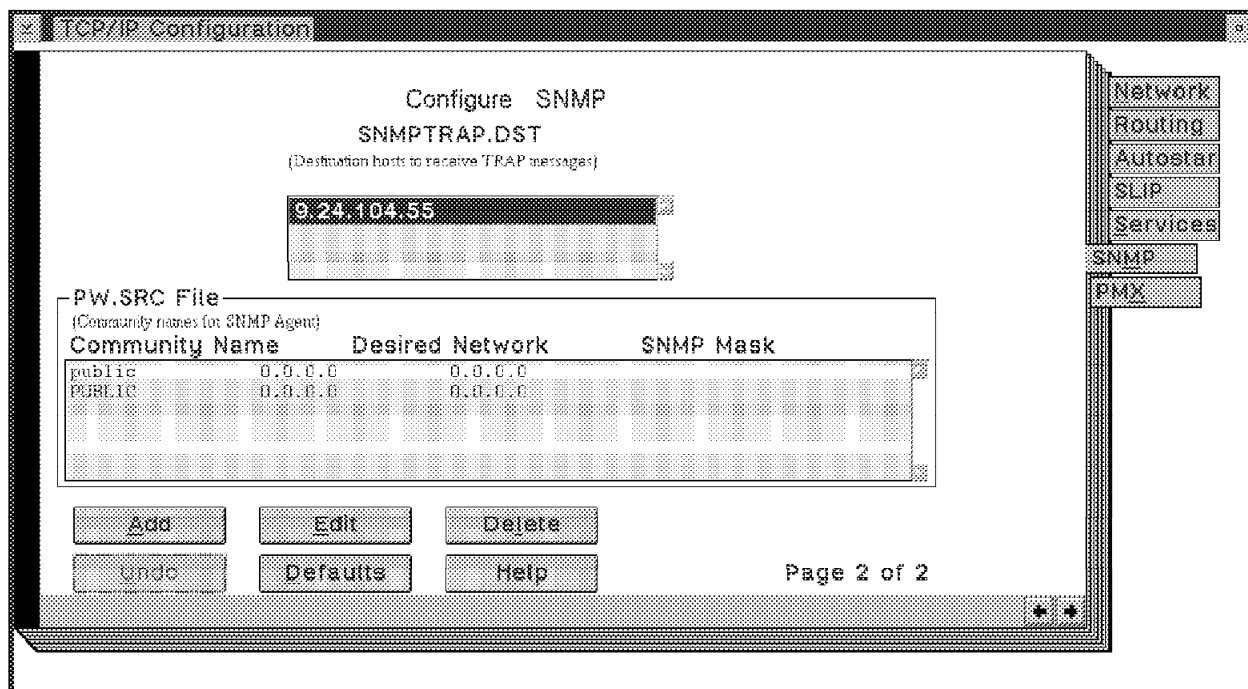 TCP/IP Configuration
Configure SNMP
SNMPTRAP.DST
(Destination hosts to receive TRAP messages)
9.24.104.55
PW.SRC File
(Community names for SNMP Agent)
Community Name Desired Network SNMP Mask
public 0.0.0.0 0.0.0.0
PUBLIC 0.0.0.0 0.0.0.0
Add Edit Delete
Undo Defaults Help
Page 2 of 2
Network
Routing
Autostar
SLIP
Services
SNMP
PMX